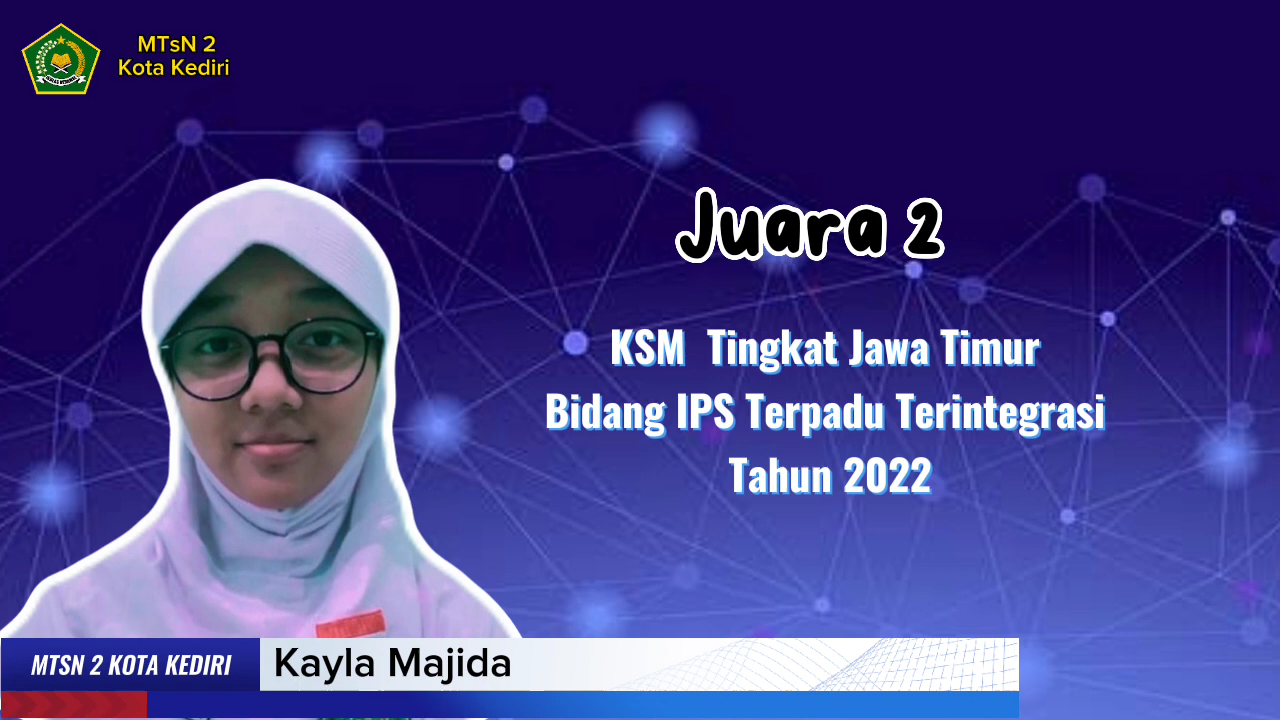 MTsN 2
Kota Kediri
Juara 2
KSM Tingkat Jawa Timur
Bidang IPS Terpadu Terintegrasi
Tahun 2022
MTSN 2 KOTA KEDIRI
Kayla Majida